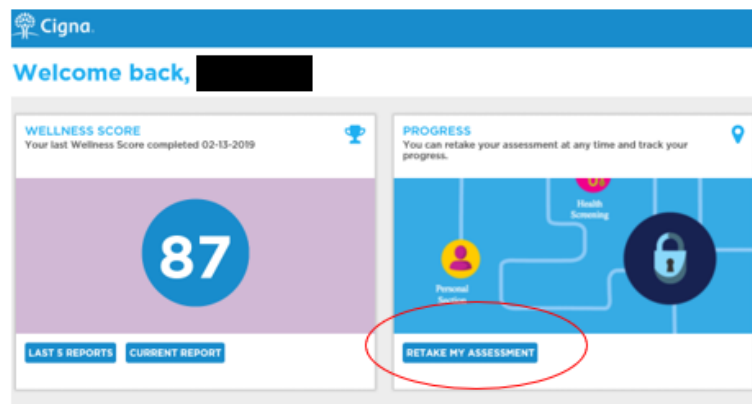 Cigna.
Welcome back,
WELLNESS SCORE
Your last Wellness Score completed 02-13-2019
87
LAST 5 REPORTS
CURRENT REPORT
PROGRESS
You can retake your assessment at any time and track your
progress.
Health
Screening
Personal
Section
RETAKE MY ASSESSMENT